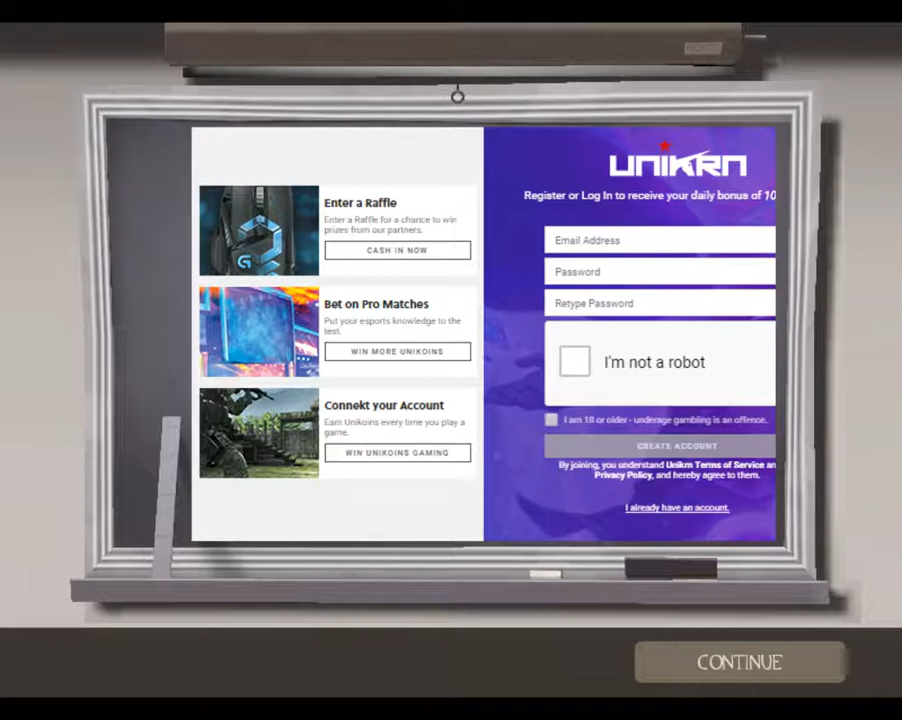 Enter a Raffle
Enter a Raffle for a chance to win
prizes from our partners.
CASH IN NOW
Bet on Pro Matches
Put your esports knowledge to the
test.
WIN MORE UNIKOINS
Connekt your Account
Earn Unikoins every time you play a
game.
WIN UNIKOINS GAMING
UNIKRN
Register or Log In to receive your daily bonus of 10
Email Address
Password
Retype Password
I'm not a robot
I am 18 or older - underage gambling is an offence.
CREATE ACCOUNT
By joining, you understand Unikrn Terms of Service an
Privacy Policy, and hereby agree to them.
I already have an account.
CONTINUE